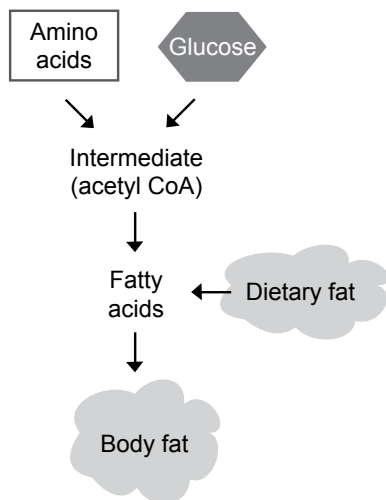 Amino
acids
Glucose
Intermediate
(acetyl CoA)
Fatty
acids
Dietary fat
Body fat